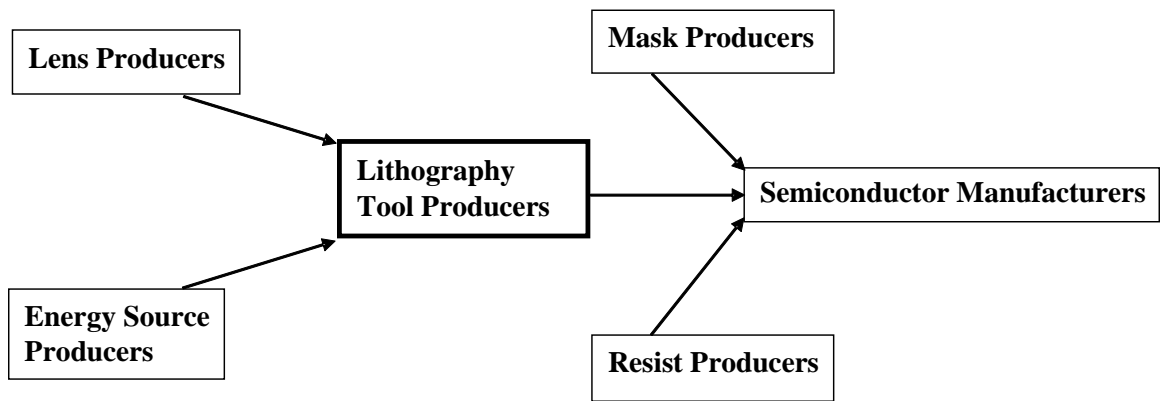 Lens Producers
Mask Producers
Lithography
Tool Producers
Semiconductor Manufacturers
Energy Source
Producers
Resist Producers